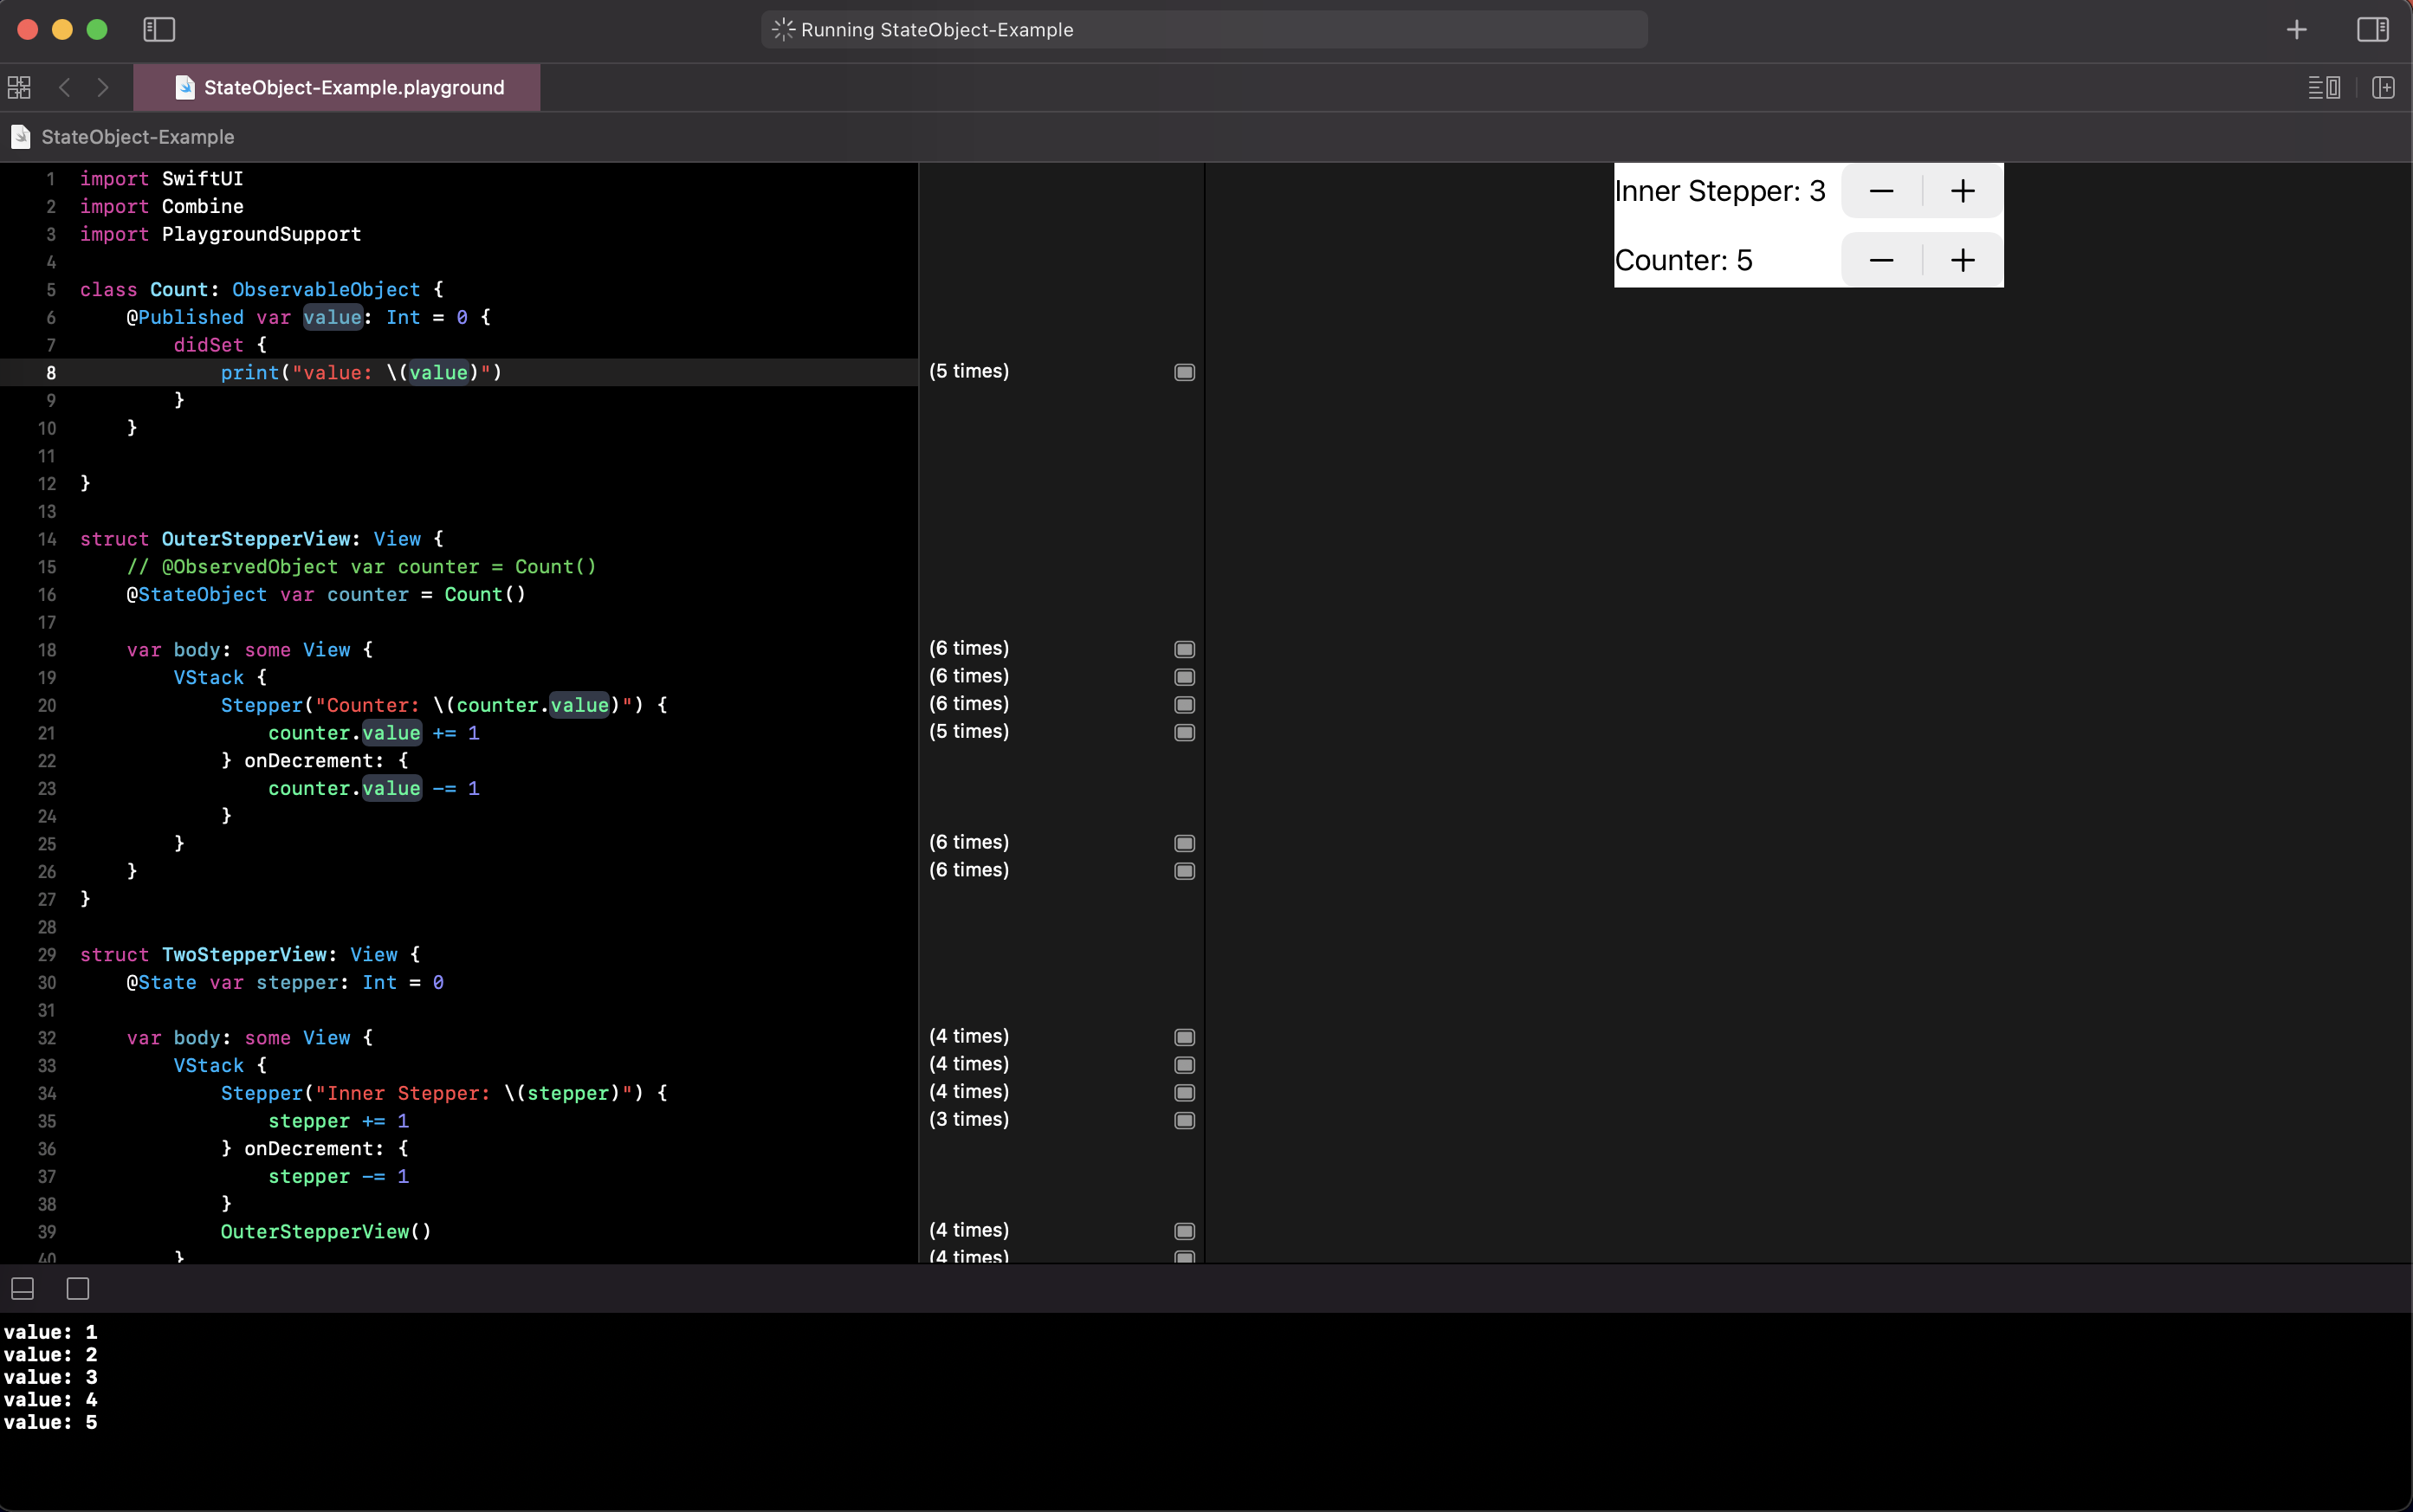 Running StateObject-Example
StateObject-Example.playground
StateObject-Example
1 import SwiftUI
2 import Combine
3 import PlaygroundSupport
4
5 class Count: ObservableObject {
6 @Published var value: Int = 0 {
7 didSet {
8 print("value: \(value)") (5 times)
9 }
10 }
11
12 }
13
14 struct OuterStepperView: View {
15 // @ObservedObject var counter = Count()
16 @StateObject var counter = Count()
17
18 var body: some View { (6 times)
19 VStack { (6 times)
20 Stepper("Counter: \(counter.value)") { (6 times)
21 counter.value += 1 (5 times)
22 } onDecrement: {
23 counter.value -= 1
24 }
25 } (6 times)
26 } (6 times)
27 }
28
29 struct TwoStepperView: View {
30 @State var stepper: Int = 0
31
32 var body: some View { (4 times)
33 VStack { (4 times)
34 Stepper("Inner Stepper: \(stepper)") { (4 times)
35 stepper += 1 (3 times)
36 } onDecrement: {
37 stepper -= 1
38 }
39 OuterStepperView() (4 times)
40 } (4 times)
Inner Stepper: 3 − +
Counter: 5 − +
value: 1
value: 2
value: 3
value: 4
value: 5